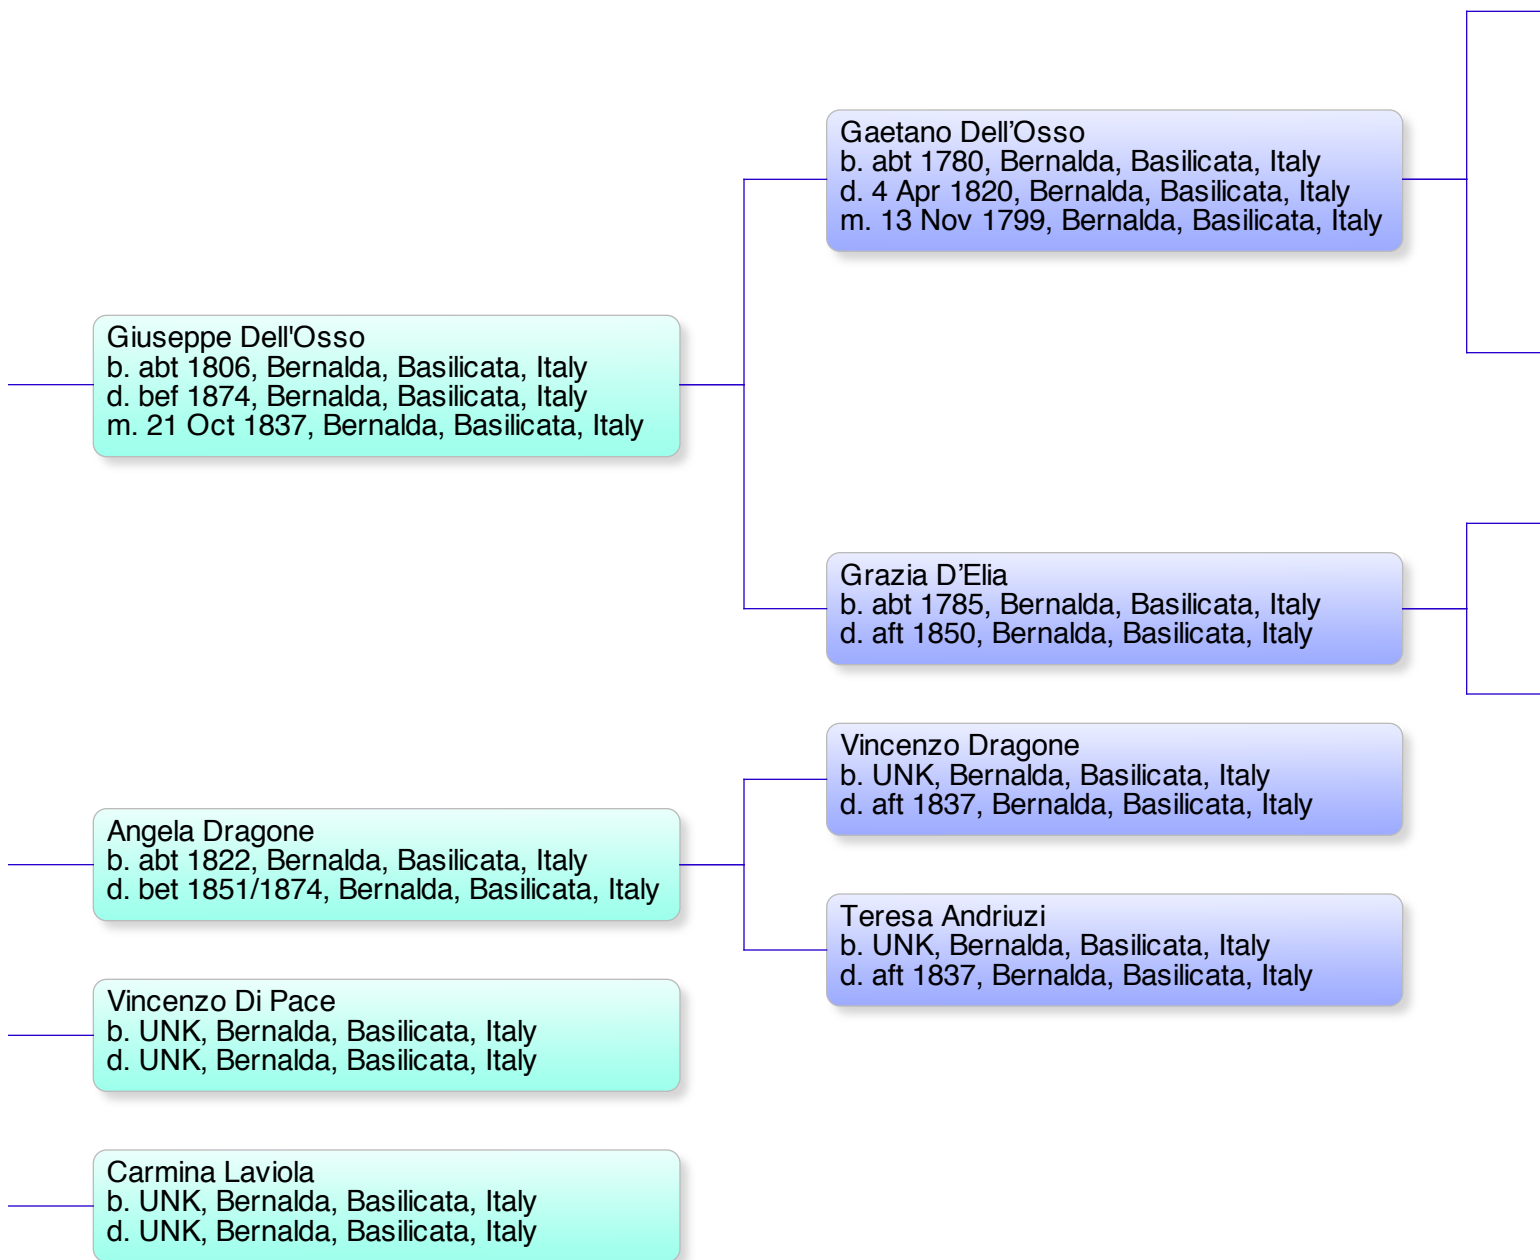 Gaetano Dell’Osso
b. abt 1780, Bernalda, Basilicata, Italy
d. 4 Apr 1820, Bernalda, Basilicata, Italy
m. 13 Nov 1799, Bernalda, Basilicata, Italy
Giuseppe Dell'Osso
b. abt 1806, Bernalda, Basilicata, Italy
d. bef 1874, Bernalda, Basilicata, Italy
m. 21 Oct 1837, Bernalda, Basilicata, Italy
Grazia D’Elia
b. abt 1785, Bernalda, Basilicata, Italy
d. aft 1850, Bernalda, Basilicata, Italy
Vincenzo Dragone
b. UNK, Bernalda, Basilicata, Italy
d. aft 1837, Bernalda, Basilicata, Italy
Angela Dragone
b. abt 1822, Bernalda, Basilicata, Italy
d. bet 1851/1874, Bernalda, Basilicata, Italy
Teresa Andriuzi
b. UNK, Bernalda, Basilicata, Italy
d. aft 1837, Bernalda, Basilicata, Italy
Vincenzo Di Pace
b. UNK, Bernalda, Basilicata, Italy
d. UNK, Bernalda, Basilicata, Italy
Carmina Laviola
b. UNK, Bernalda, Basilicata, Italy
d. UNK, Bernalda, Basilicata, Italy